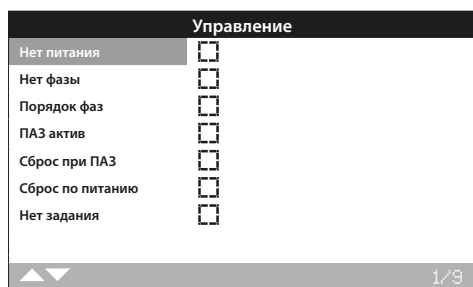 Управление
Нет питания
Нет фазы
Порядок фаз
ПАЗ актив
Сброс при ПАЗ
Сброс по питанию
Нет задания
1/9